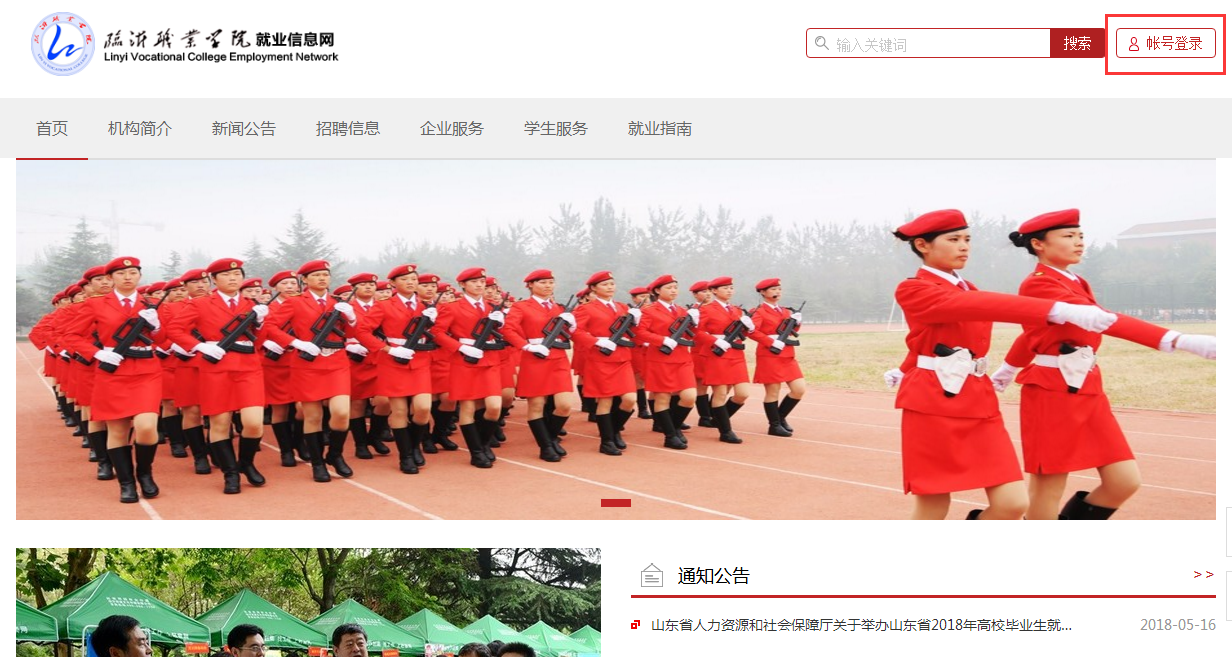 临沂职业学院 就业信息网
Linyi Vocational College Employment Network
输入关键词
搜索
帐号登录
首页 机构简介 新闻公告 招聘信息 企业服务 学生服务 就业指南
通知公告
>>
山东省人力资源和社会保障厅关于举办山东省2018年高校毕业生就... 2018-05-16